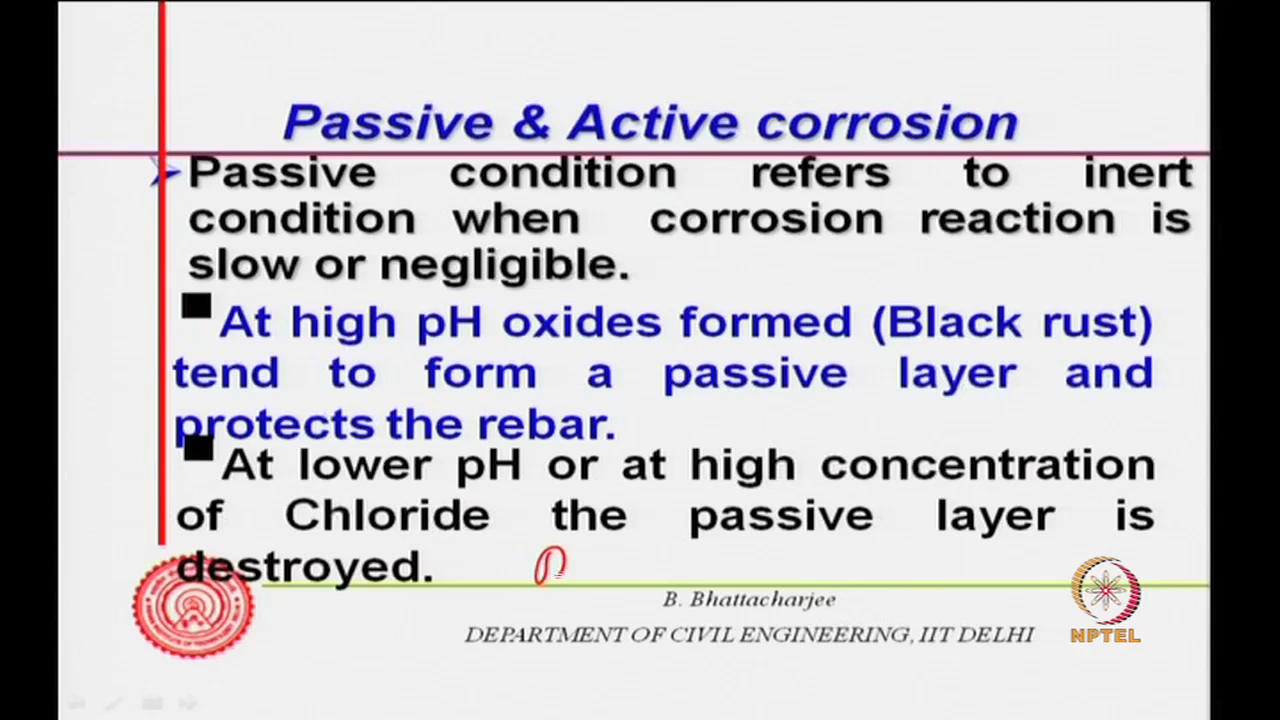 Passive & Active corrosion
Passive condition refers to inert
condition when corrosion reaction is
slow or negligible.
At high pH oxides formed (Black rust)
tend to form a passive layer and
protects the rebar.
At lower pH or at high concentration
of Chloride the passive layer is
destroyed.
B. Bhattacharjee
DEPARTMENT OF CIVIL ENGINEERING, IIT DELHI
NPTEL